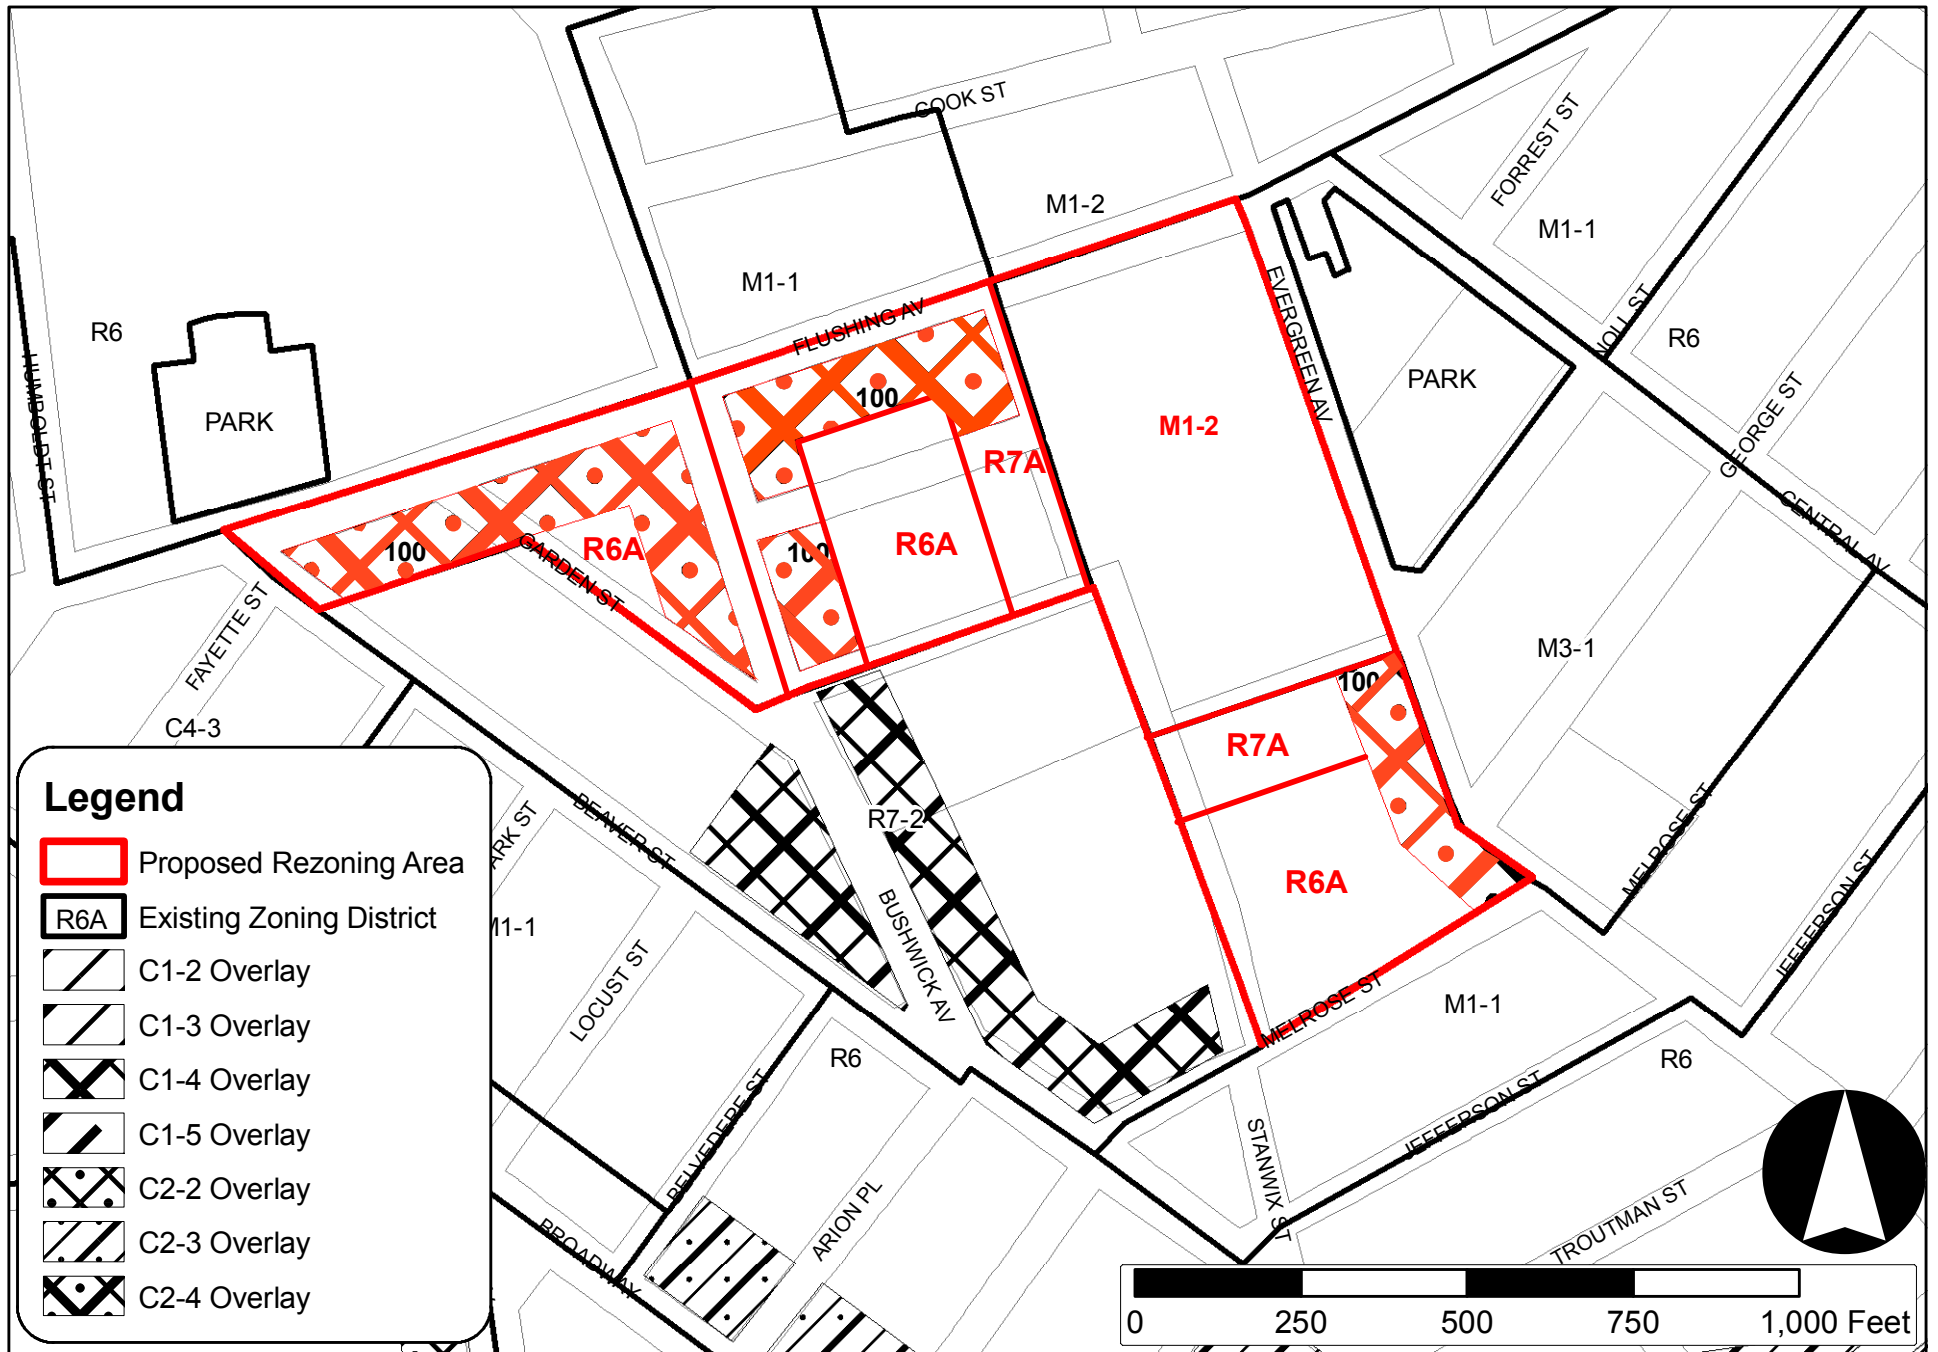 COOK ST
FORREST ST
M1-2
M1-1
M1-1
FLUSHING AV
EVERGREEN AV
NOLL ST
R6
R6
PARK
HUMBOLDT ST
PARK
100
M1-2
R7A
GEORGE ST
CENTRAL AV
100
GARDEN ST
R6A
100
R6A
FAYETTE ST
M3-1
C4-3
100
R7A
BEAVER ST
R7-2
MELROSE ST
R6A
JEFFERSON ST
BUSHWICK AV
ARK ST
M1-1
LOCUST ST
MELROSE ST
M1-1
R6
R6
BELVEDERE ST
JEFFERSON ST
STANWIX ST
ARION PL
TROUTMAN ST
BROADWAY
Legend
Proposed Rezoning Area
R6A Existing Zoning District
C1-2 Overlay
C1-3 Overlay
C1-4 Overlay
C1-5 Overlay
C2-2 Overlay
C2-3 Overlay
C2-4 Overlay
0 250 500 750 1,000 Feet